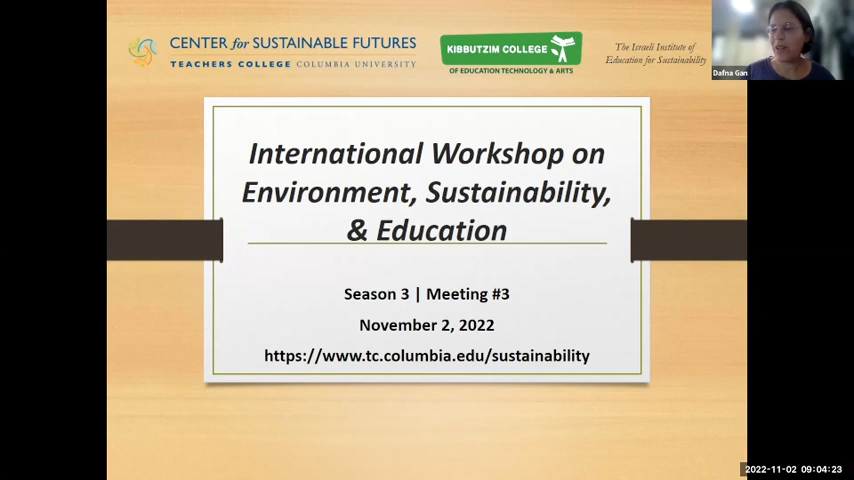 CENTER for SUSTAINABLE FUTURES
TEACHERS COLLEGE COLUMBIA UNIVERSITY
KIBBUTZIM COLLEGE
OF EDUCATION TECHNOLOGY & ARTS
The Israeli Institute of
Education for Sustainability
Dafna Gan
International Workshop on
Environment, Sustainability,
& Education
Season 3 | Meeting #3
November 2, 2022
https://www.tc.columbia.edu/sustainability
2022-11-02 09:04:23